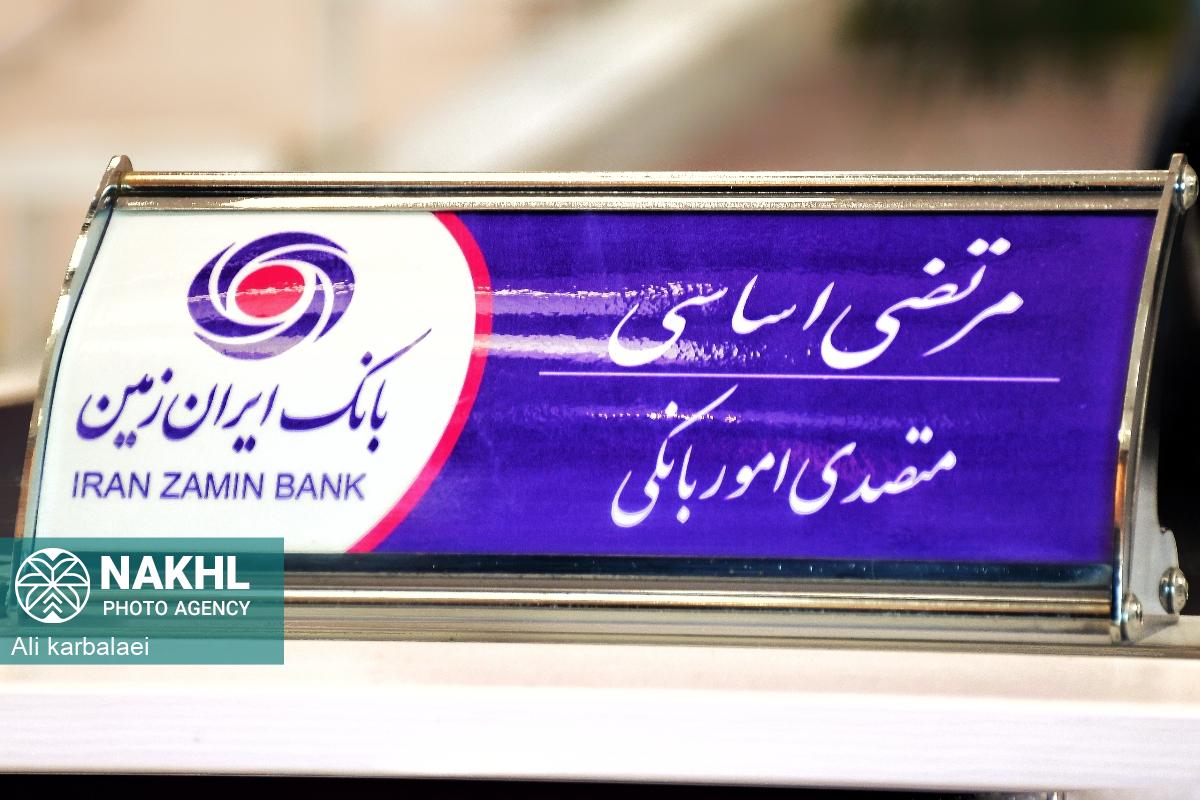 مرتضی اساسی
متصدی امور بانکی
بانک ایران زمین
IRAN ZAMIN BANK
NAKHL
PHOTO AGENCY
Ali karbalaei